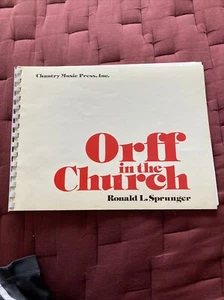 Chantry Music Press, Inc.
Orff
in the
Church
Ronald L. Sprunger